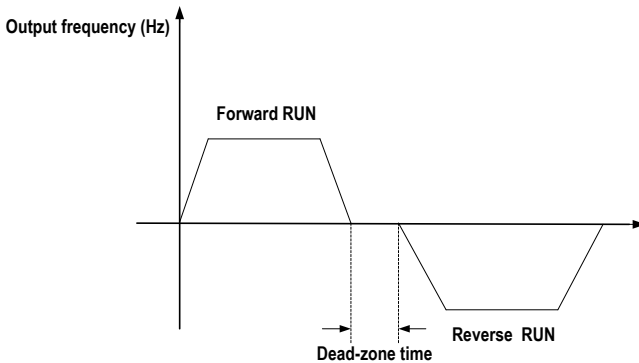 Output frequency (Hz)
Forward RUN
Reverse RUN
Dead-zone time